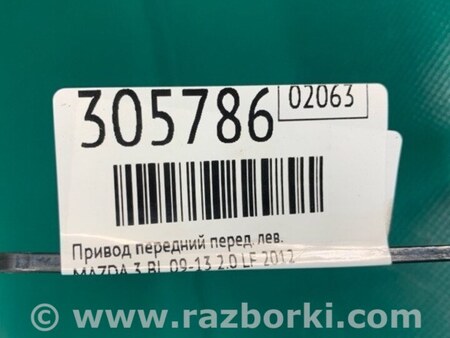 305786
02063
Привод передний перед. лев.
MAZDA 3 BL 09-13 2.0 LF 2012
www.razborki.com